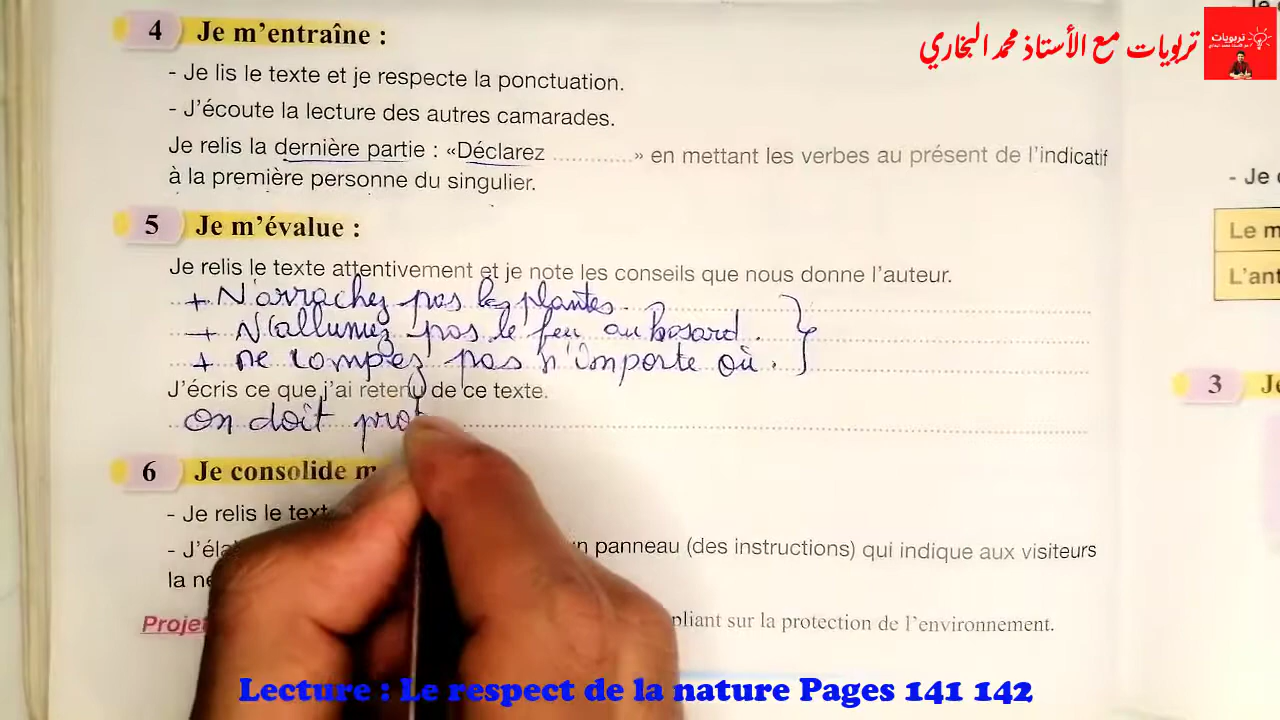 4 Je m'entraîne :
- Je lis le texte et je respecte la ponctuation.
- J'écoute la lecture des autres camarades.
Je relis la dernière partie : «Déclarez .............» en mettant les verbes au présent de l'indicatif
à la première personne du singulier.
5 Je m'évalue :
Je relis le texte attentivement et je note les conseils que nous donne l'auteur.
+ N'arrachez pas les plantes.
+ N'allumez pas le feu au hasard.
+ ne campez pas n'importe où.
J'écris ce que j'ai retenu de ce texte.
On doit prot
6 Je consolide m
- Je relis le text
- J'éla n panneau (des instructions) qui indique aux visiteurs
la ne
Projet pliant sur la protection de l'environnement.
تربويات مع الأستاذ محمد البخاري
تربويات
- Je
Le m
L'ant
3 Je
Lecture : Le respect de la nature Pages 141 142